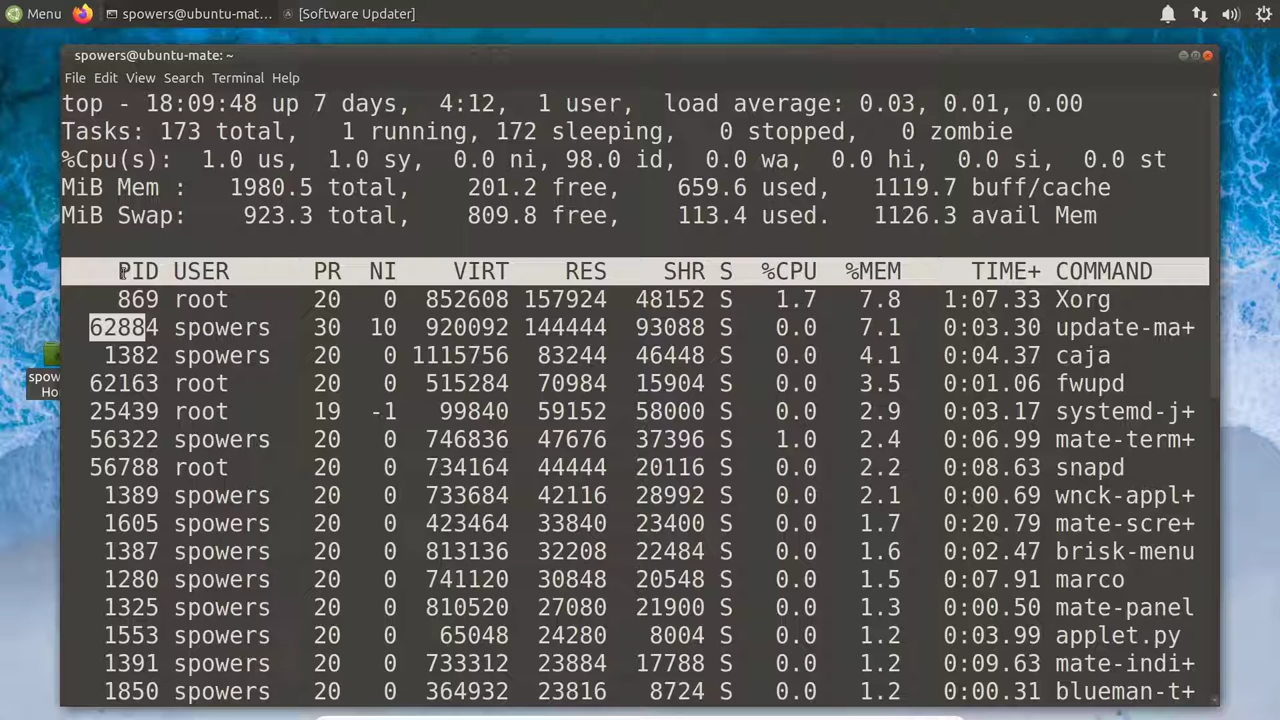 Menu spowers@ubuntu-mat... [Software Updater]
spowers@ubuntu-mate: ~
File Edit View Search Terminal Help
top - 18:09:48 up 7 days, 4:12, 1 user, load average: 0.03, 0.01, 0.00
Tasks: 173 total, 1 running, 172 sleeping, 0 stopped, 0 zombie
%Cpu(s): 1.0 us, 1.0 sy, 0.0 ni, 98.0 id, 0.0 wa, 0.0 hi, 0.0 si, 0.0 st
MiB Mem : 1980.5 total, 201.2 free, 659.6 used, 1119.7 buff/cache
MiB Swap: 923.3 total, 809.8 free, 113.4 used. 1126.3 avail Mem
PID USER PR NI VIRT RES SHR S %CPU %MEM TIME+ COMMAND
869 root 20 0 852608 157924 48152 S 1.7 7.8 1:07.33 Xorg
62884 spowers 30 10 920092 144444 93088 S 0.0 7.1 0:03.30 update-ma+
1382 spowers 20 0 1115756 83244 46448 S 0.0 4.1 0:04.37 caja
62163 root 20 0 515284 70984 15904 S 0.0 3.5 0:01.06 fwupd
25439 root 19 -1 99840 59152 58000 S 0.0 2.9 0:03.17 systemd-j+
56322 spowers 20 0 746836 47676 37396 S 1.0 2.4 0:06.99 mate-term+
56788 root 20 0 734164 44444 20116 S 0.0 2.2 0:08.63 snapd
1389 spowers 20 0 733684 42116 28992 S 0.0 2.1 0:00.69 wnck-appl+
1605 spowers 20 0 423464 33840 23400 S 0.0 1.7 0:20.79 mate-scre+
1387 spowers 20 0 813136 32208 22484 S 0.0 1.6 0:02.47 brisk-menu
1280 spowers 20 0 741120 30848 20548 S 0.0 1.5 0:07.91 marco
1325 spowers 20 0 810520 27080 21900 S 0.0 1.3 0:00.50 mate-panel
1553 spowers 20 0 65048 24280 8004 S 0.0 1.2 0:03.99 applet.py
1391 spowers 20 0 733312 23884 17788 S 0.0 1.2 0:09.63 mate-indi+
1850 spowers 20 0 364932 23816 8724 S 0.0 1.2 0:00.31 blueman-t+
spow
Ho